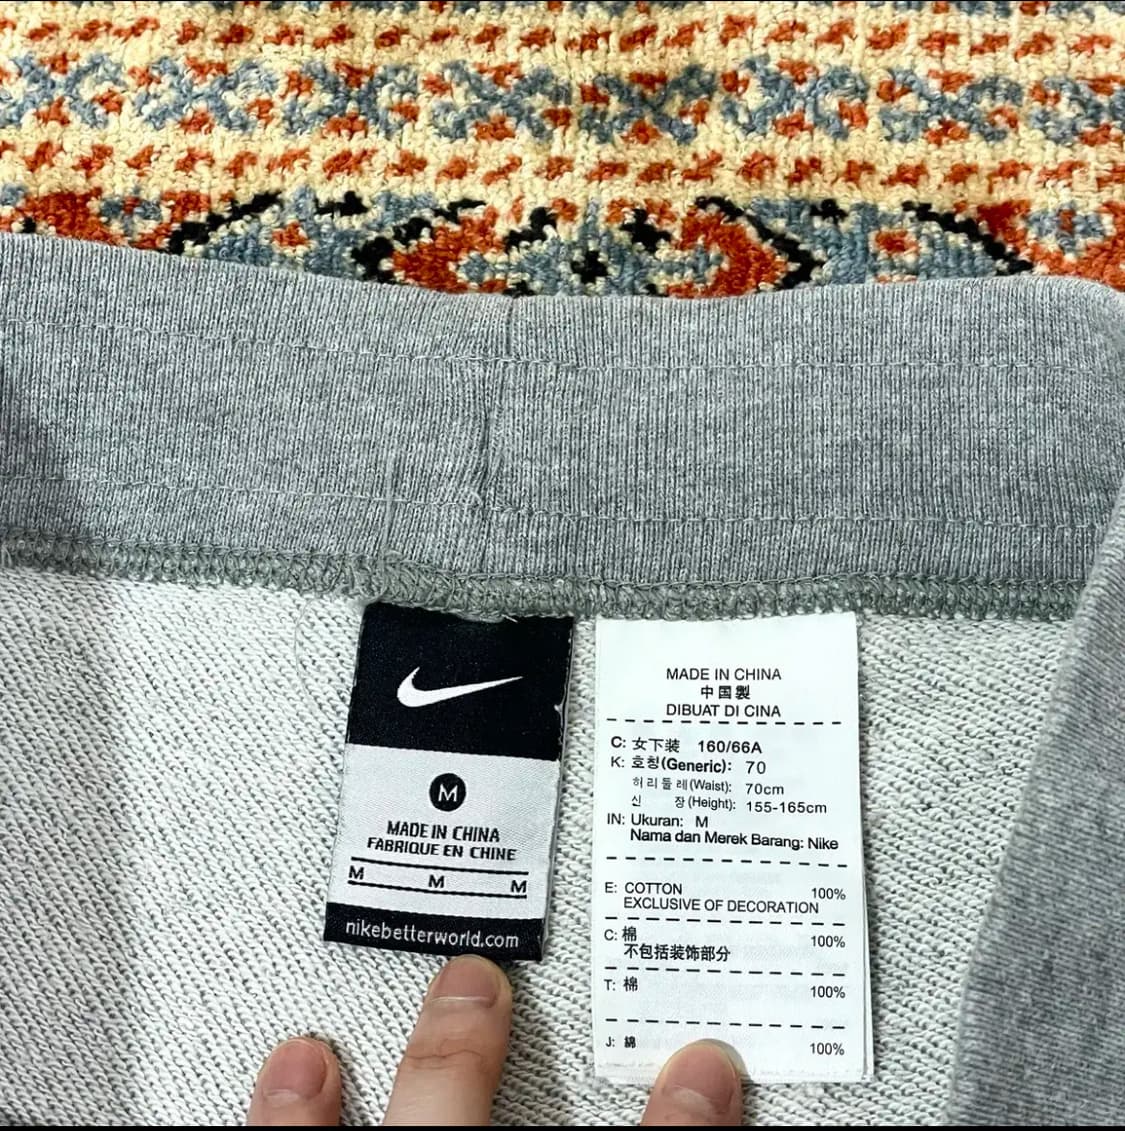 M
MADE IN CHINA
FABRIQUE EN CHINE
M M M
nikebetterworld.com
MADE IN CHINA
中国製
DIBUAT DI CINA
C: 女下装 160/66A
K: 호칭(Generic): 70
허리둘레(Waist): 70cm
신 장(Height): 155-165cm
IN: Ukuran: M
Nama dan Merek Barang: Nike
E: COTTON 100%
EXCLUSIVE OF DECORATION
C: 棉 100%
不包括装饰部分
T: 棉 100%
J: 綿 100%